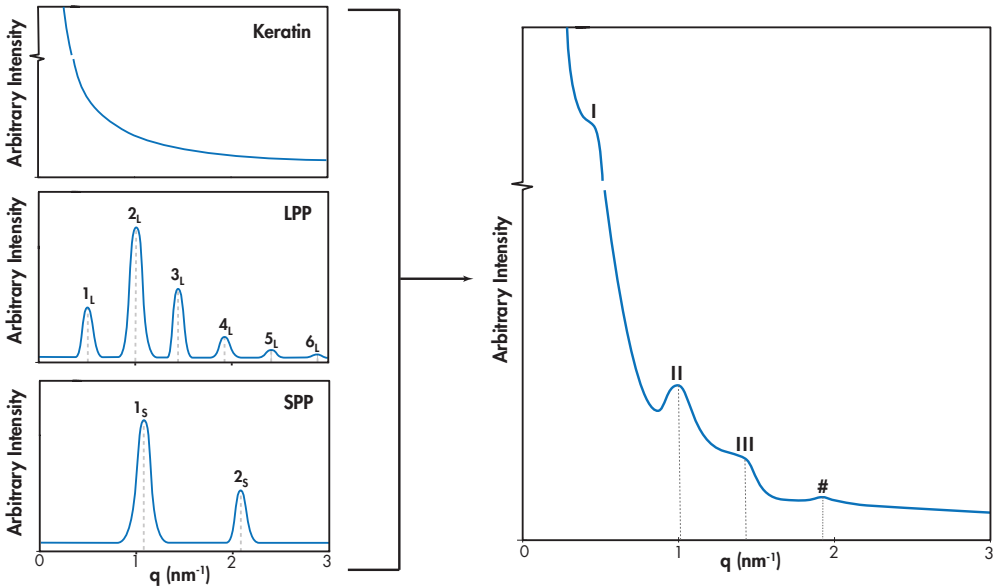 Keratin
Arbitrary Intensity
LPP
1L 2L 3L 4L 5L 6L
Arbitrary Intensity
SPP
1S 2S
Arbitrary Intensity
0 1 2 3
q (nm-1)
I
II
III
#
Arbitrary Intensity
0 1 2 3
q (nm-1)